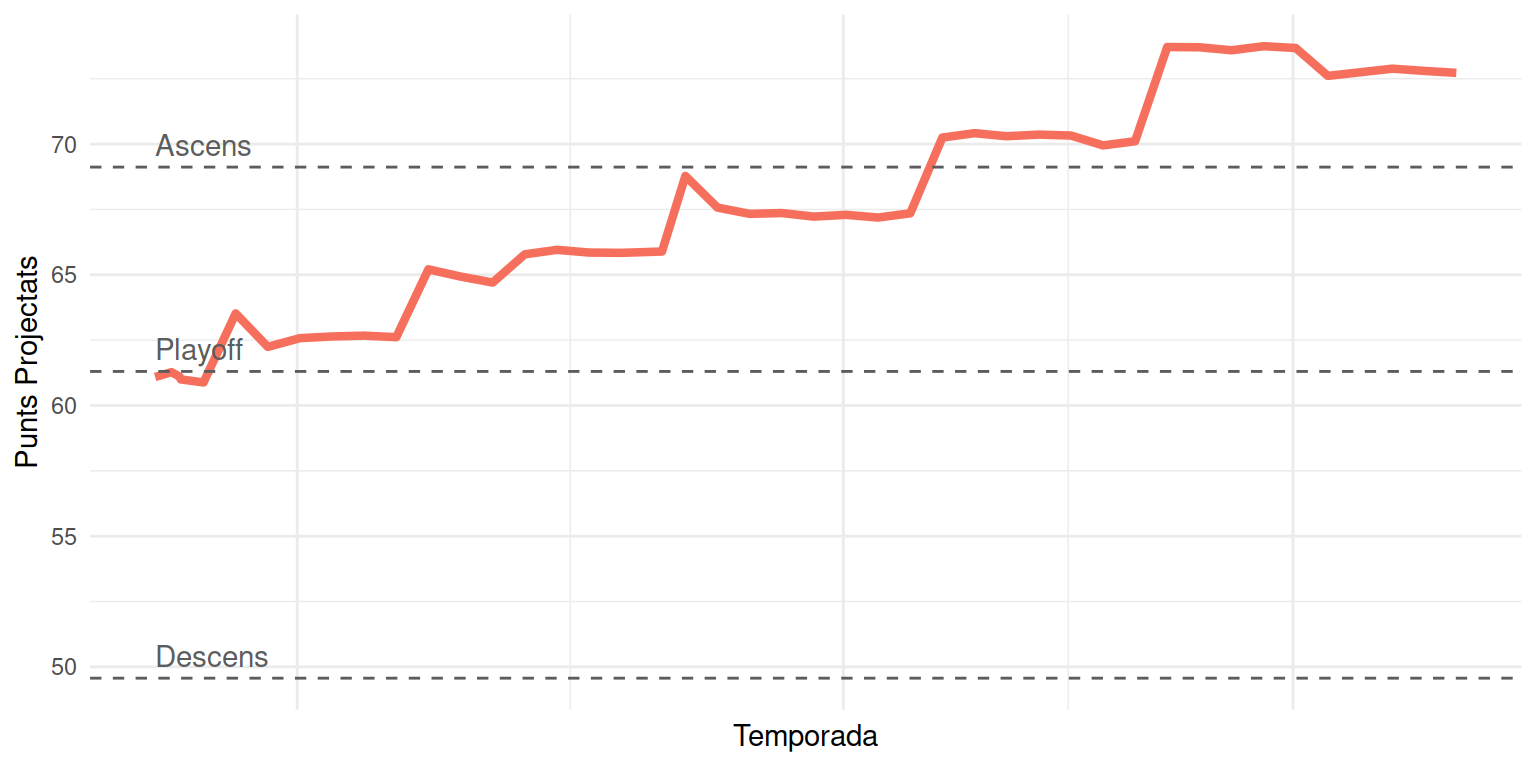 Punts Projectats
70
65
60
55
50
Ascens
Playoff
Descens
Temporada